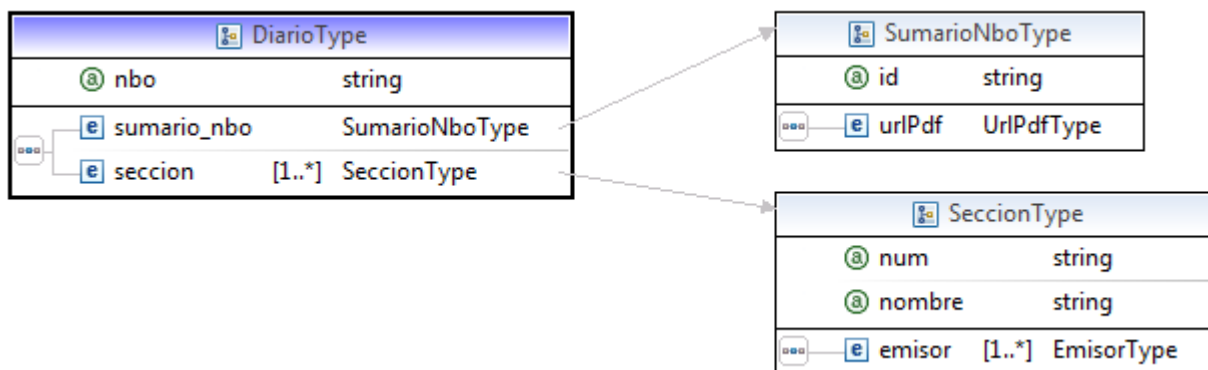 DiarioType
a nbo string
e sumario_nbo SumarioNboType
e seccion [1..*] SeccionType
SumarioNboType
a id string
e urlPdf UrlPdfType
SeccionType
a num string
a nombre string
e emisor [1..*] EmisorType